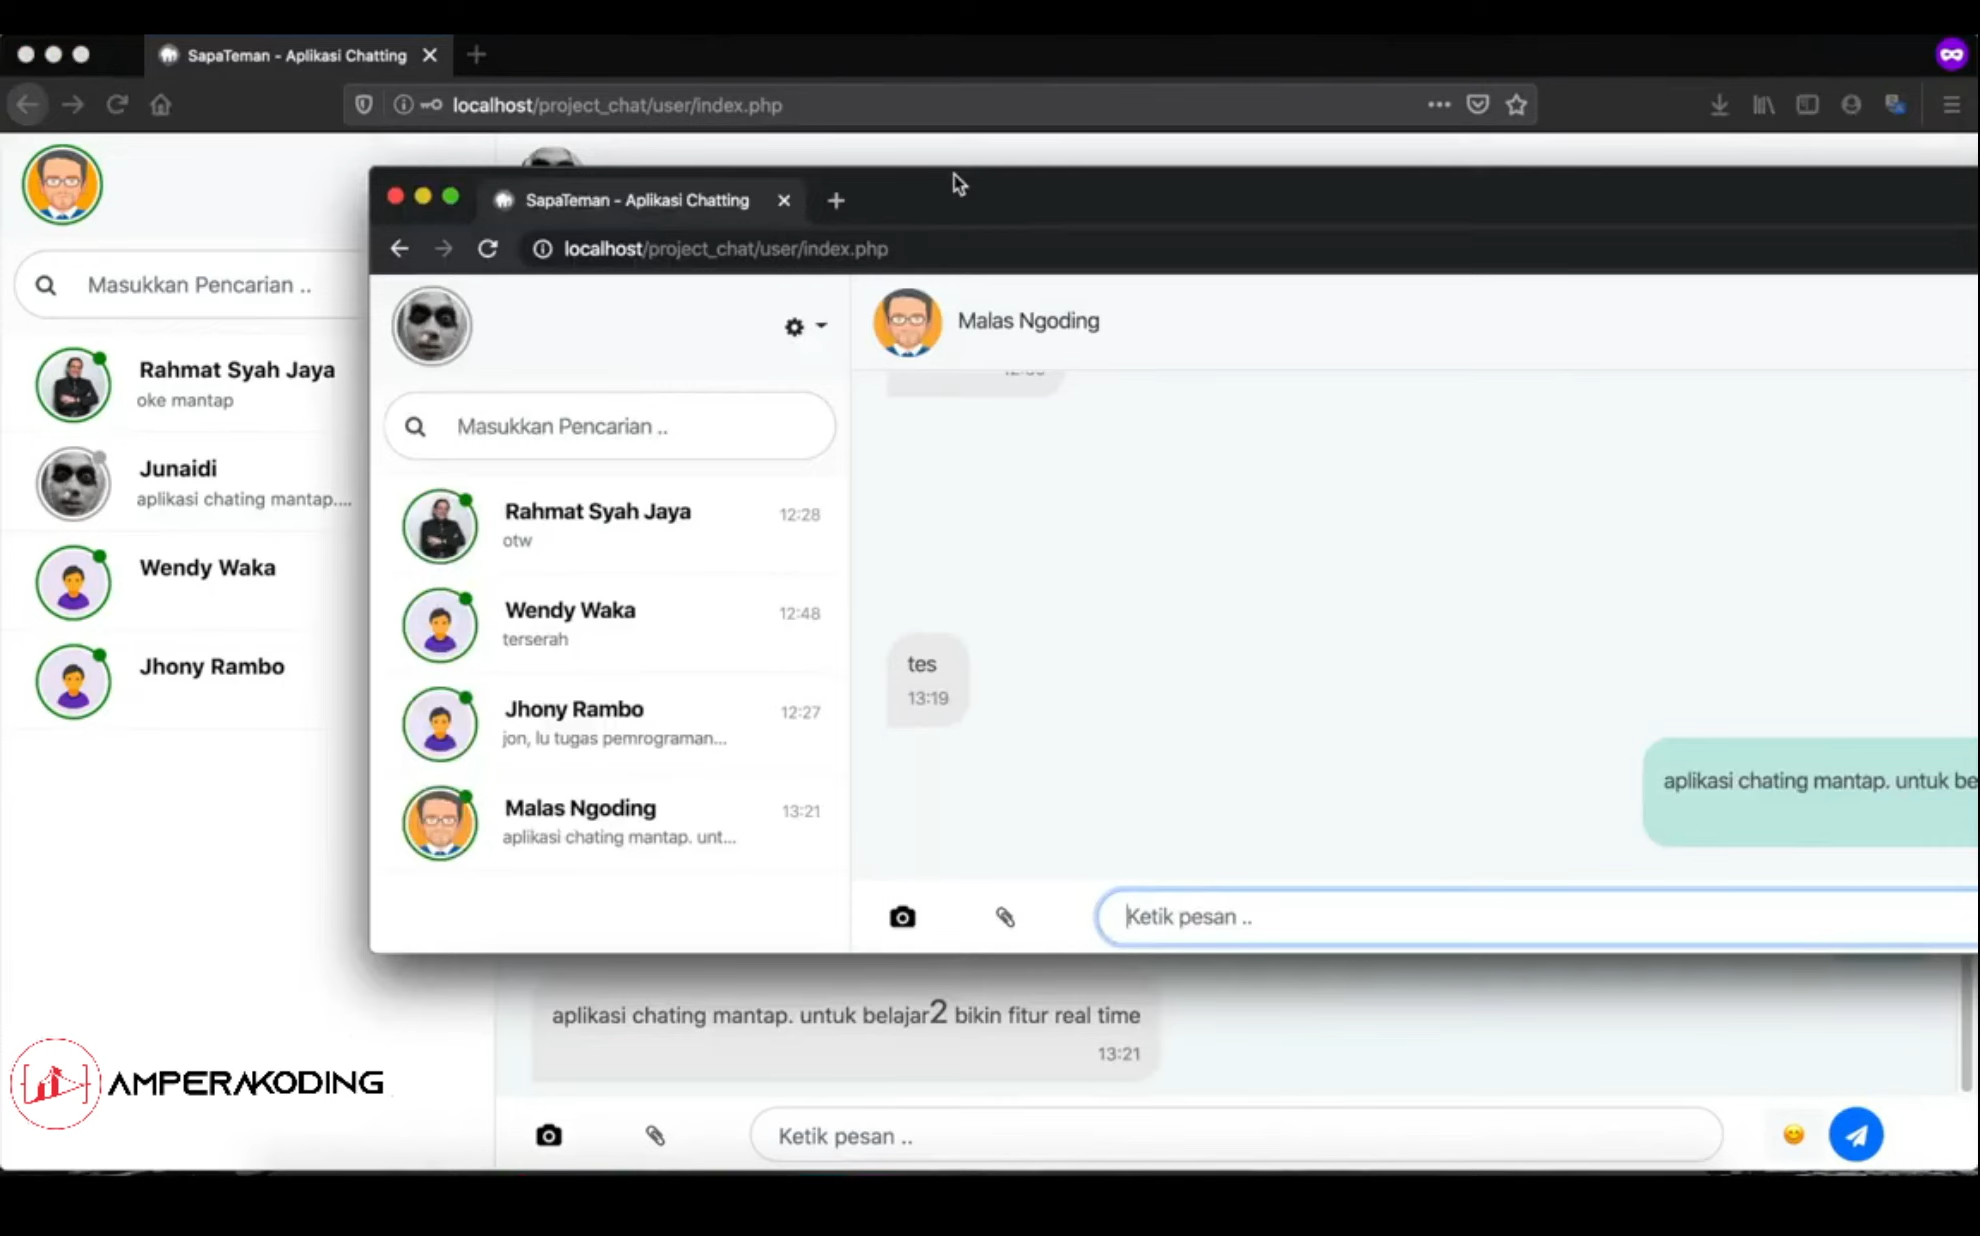 SapaTeman - Aplikasi Chatting
localhost/project_chat/user/index.php
Masukkan Pencarian ..
Rahmat Syah Jaya
oke mantap
Junaidi
aplikasi chating mantap....
Wendy Waka
Jhony Rambo
SapaTeman - Aplikasi Chatting
localhost/project_chat/user/index.php
Malas Ngoding
Masukkan Pencarian ..
Rahmat Syah Jaya 12:28
otw
Wendy Waka 12:48
terserah
Jhony Rambo 12:27
jon, lu tugas pemrograman...
Malas Ngoding 13:21
aplikasi chating mantap. unt...
tes
13:19
aplikasi chating mantap. untuk be
Ketik pesan ..
aplikasi chating mantap. untuk belajar2 bikin fitur real time
13:21
Ketik pesan ..
AMPERAKODING